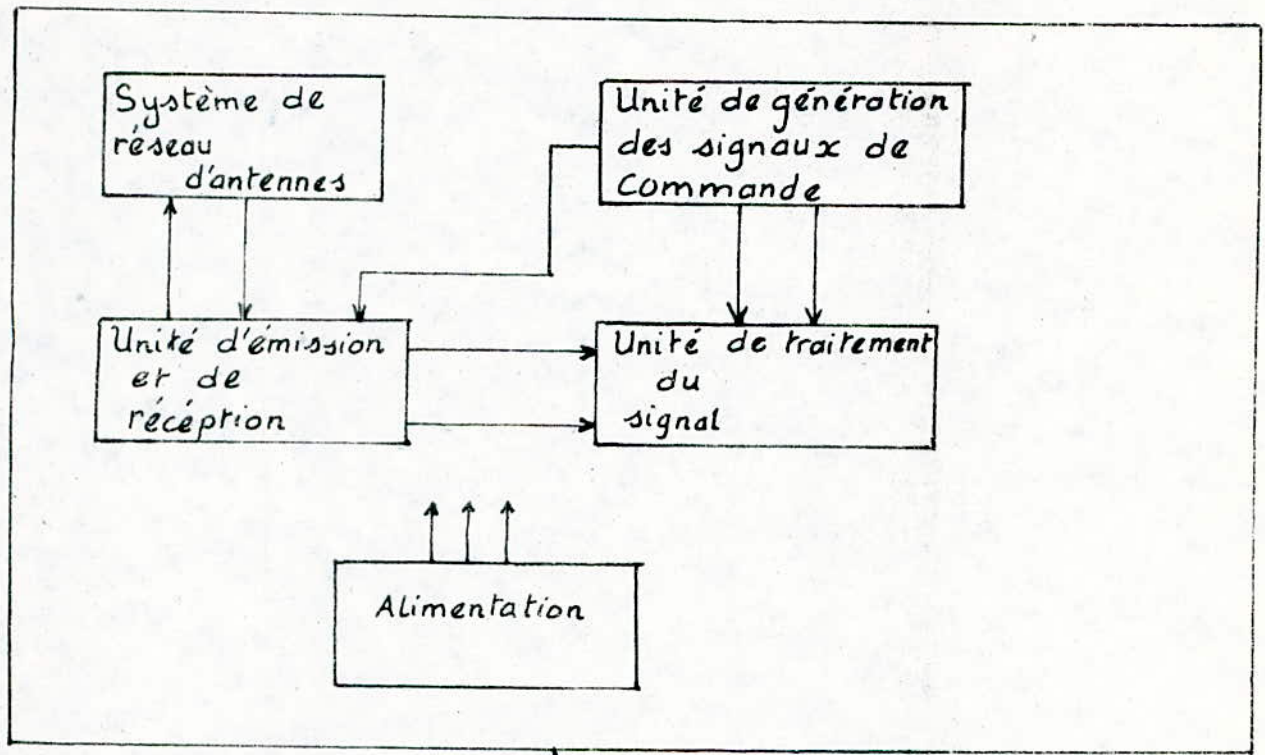 Système de
réseau
d'antennes
Unité de génération
des signaux de
Commande
Unité d'émission
et de
réception
Unité de traitement
du
signal
Alimentation